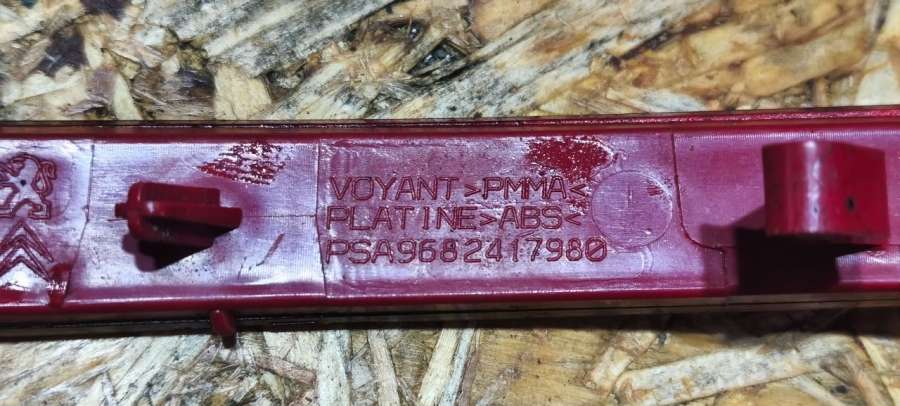 VOYANT>PMMA<
PLATINE>ABS<
PSA9682417980